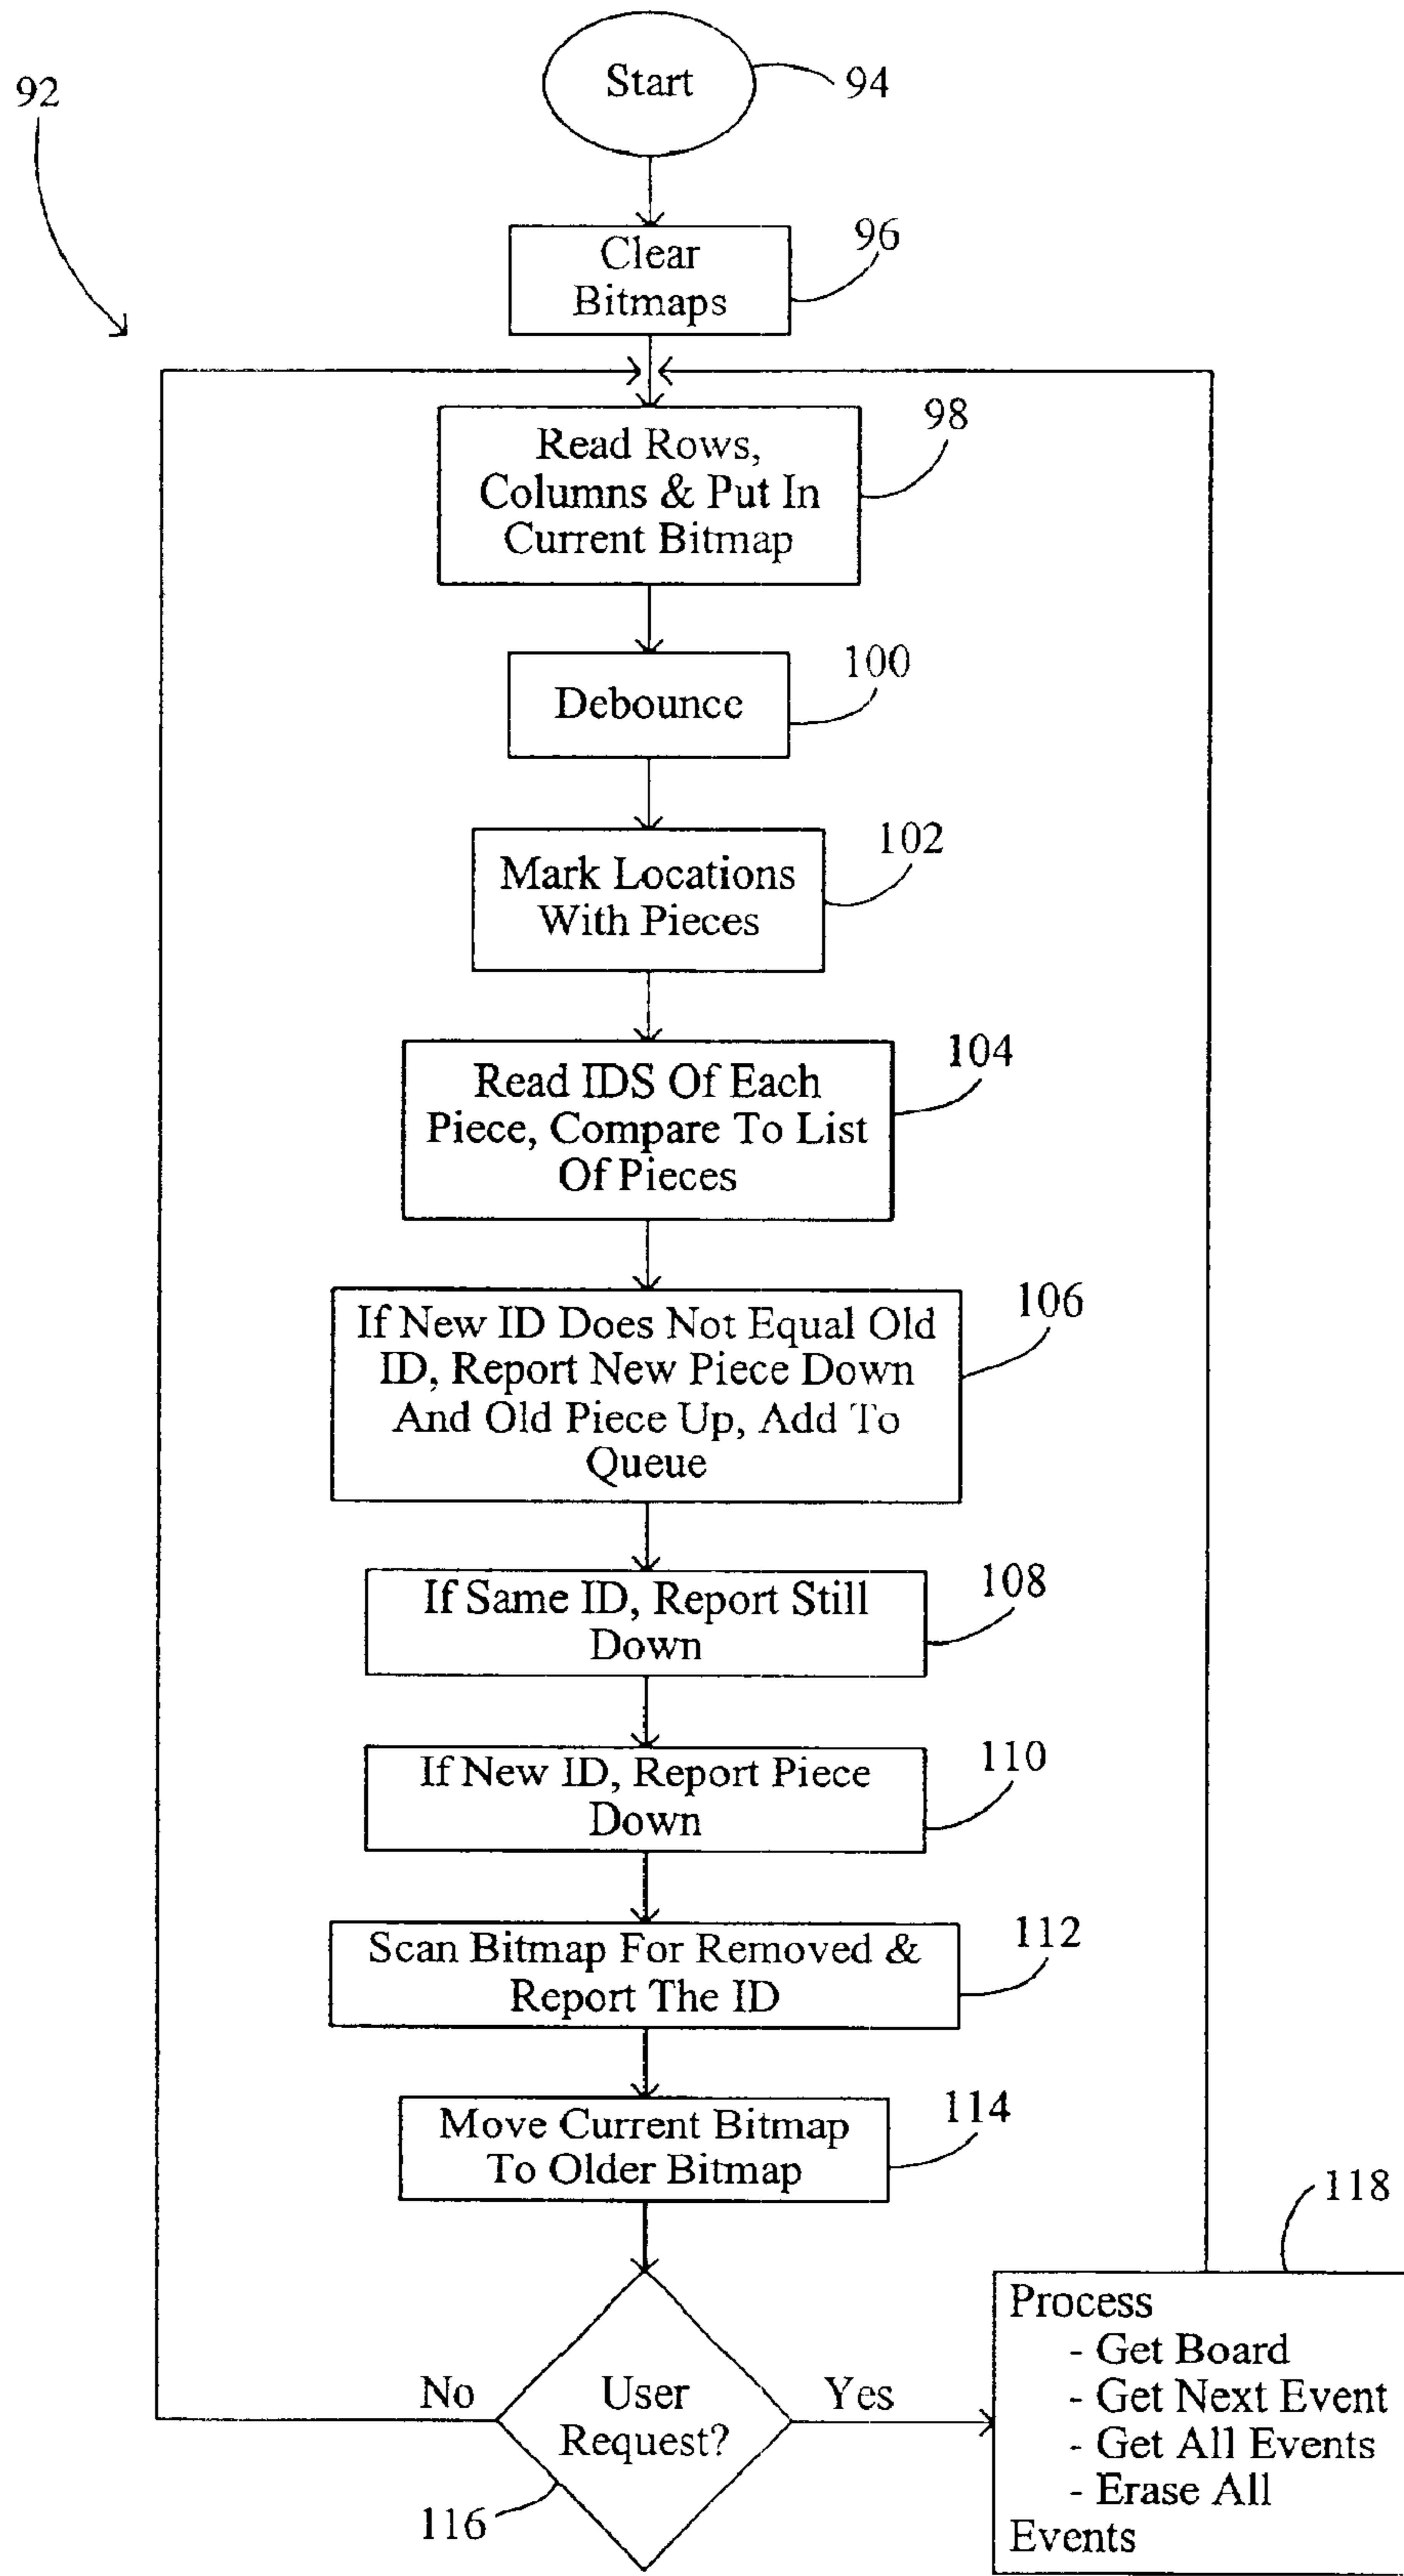 92
Start
94
Clear
Bitmaps
96
Read Rows,
Columns & Put In
Current Bitmap
98
Debounce
100
Mark Locations
With Pieces
102
Read IDS Of Each
Piece, Compare To List
Of Pieces
104
If New ID Does Not Equal Old
ID, Report New Piece Down
And Old Piece Up, Add To
Queue
106
If Same ID, Report Still
Down
108
If New ID, Report Piece
Down
110
Scan Bitmap For Removed &
Report The ID
112
Move Current Bitmap
To Older Bitmap
114
User
Request?
116
No
Yes
Process
- Get Board
- Get Next Event
- Get All Events
- Erase All
Events
118